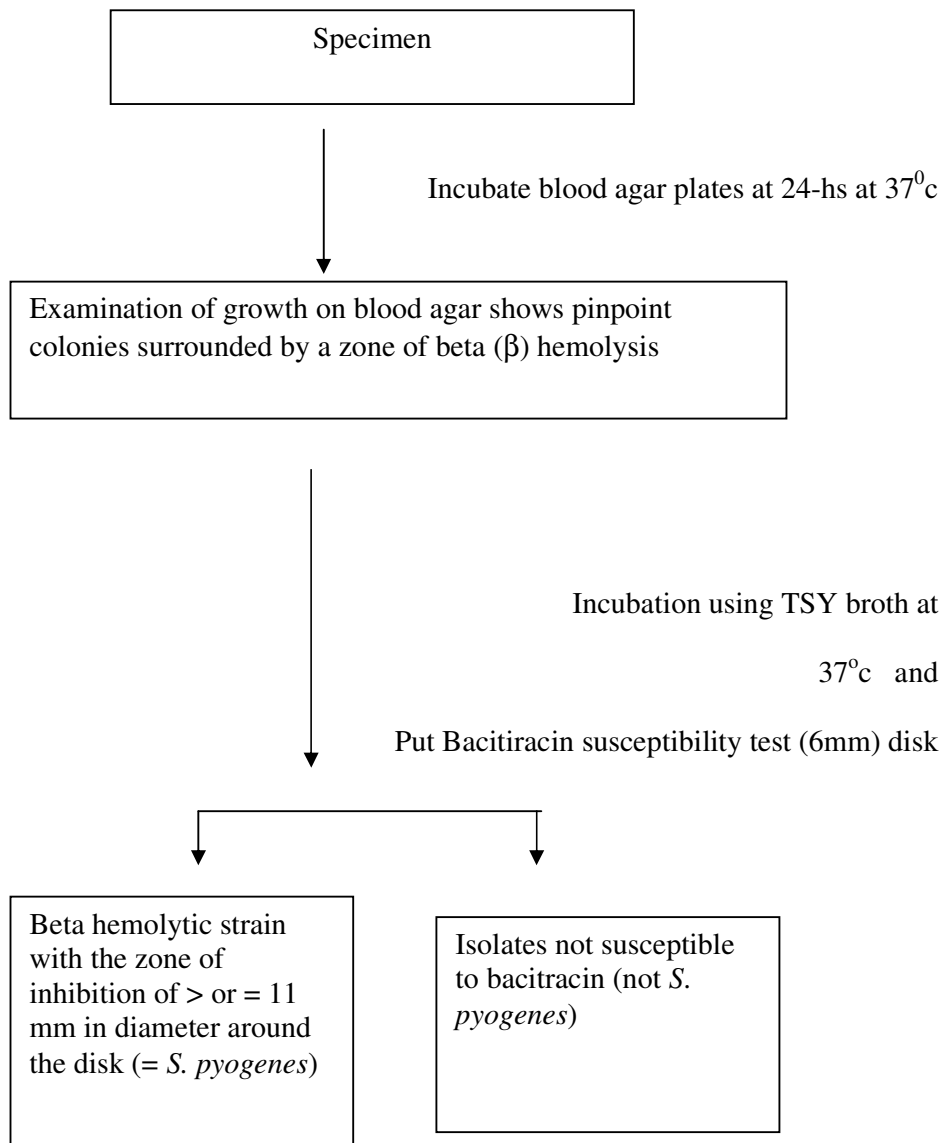 Specimen
Incubate blood agar plates at 24-hs at 37⁰c
Examination of growth on blood agar shows pinpoint
colonies surrounded by a zone of beta (β) hemolysis
Incubation using TSY broth at
37ᵒc and
Put Bacitiracin susceptibility test (6mm) disk
Beta hemolytic strain
with the zone of
inhibition of > or = 11
mm in diameter around
the disk (= S. pyogenes)
Isolates not susceptible
to bacitracin (not S.
pyogenes)